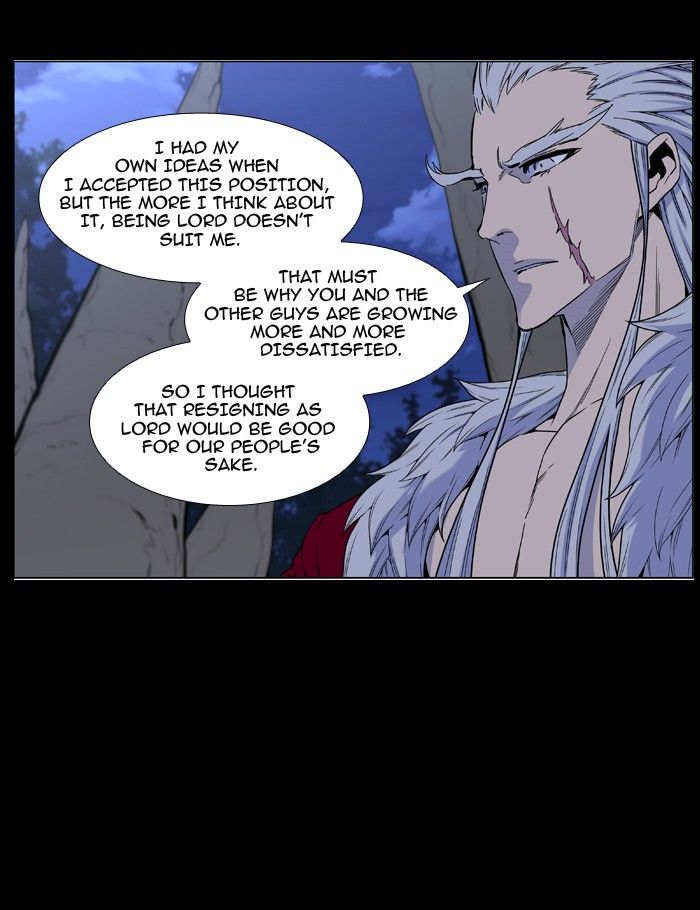 I HAD MY
OWN IDEAS WHEN
I ACCEPTED THIS POSITION,
BUT THE MORE I THINK ABOUT
IT, BEING LORD DOESN'T
SUIT ME.
THAT MUST
BE WHY YOU AND THE
OTHER GUYS ARE GROWING
MORE AND MORE
DISSATISFIED.
SO I THOUGHT
THAT RESIGNING AS
LORD WOULD BE GOOD
FOR OUR PEOPLE'S
SAKE.